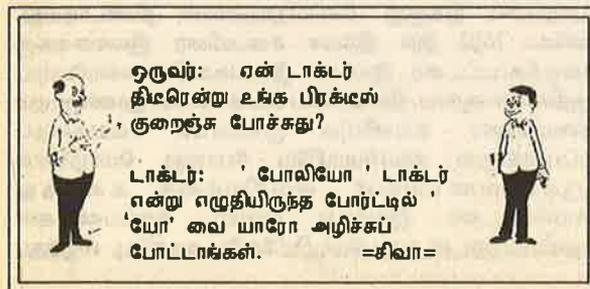 ஒருவர்: ஏன் டாக்டர்
திடீரென்று உங்க பிரக்டீஸ்
குறைஞ்சு போச்சுது?
டாக்டர்: ' போலியோ ' டாக்டர்
என்று எழுதியிருந்த போர்ட்டில் '
'யோ' வை யாரோ அழிச்சுப்
போட்டாங்கள். =சிவா=